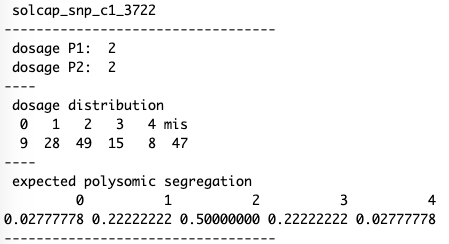 solcap_snp_c1_3722
--------------------------------
dosage P1:  2
dosage P2:  2
----
dosage distribution
 0  1  2  3  4 mis
 9 28 49 15  8  47
----
expected polysomic segregation
         0          1          2          3          4
0.02777778 0.22222222 0.50000000 0.22222222 0.02777778
--------------------------------